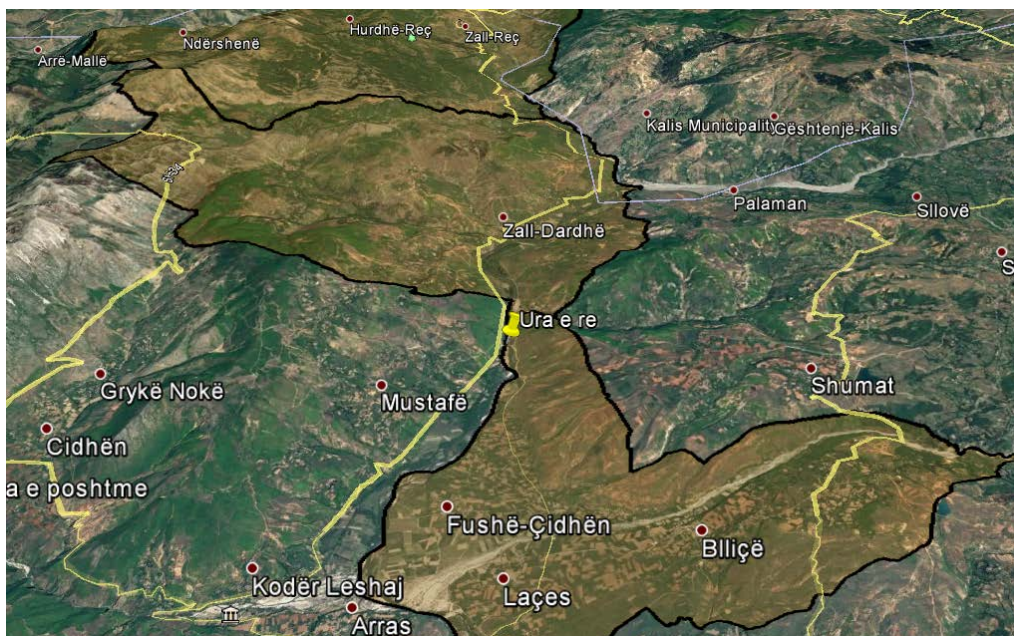 Hurdhë-Reç
Ndërshenë
Zall-Reç
Arrë-Mallë
Kalis Municipality
Gështenjë-Kalis
Palaman
Sllovë
Zall-Dardhë
S
Ura e re
Grykë Nokë
Mustafë
Shumat
Cidhën
a e poshtme
Fushë-Çidhën
Blliçë
Kodër Leshaj
Laçes
Arras